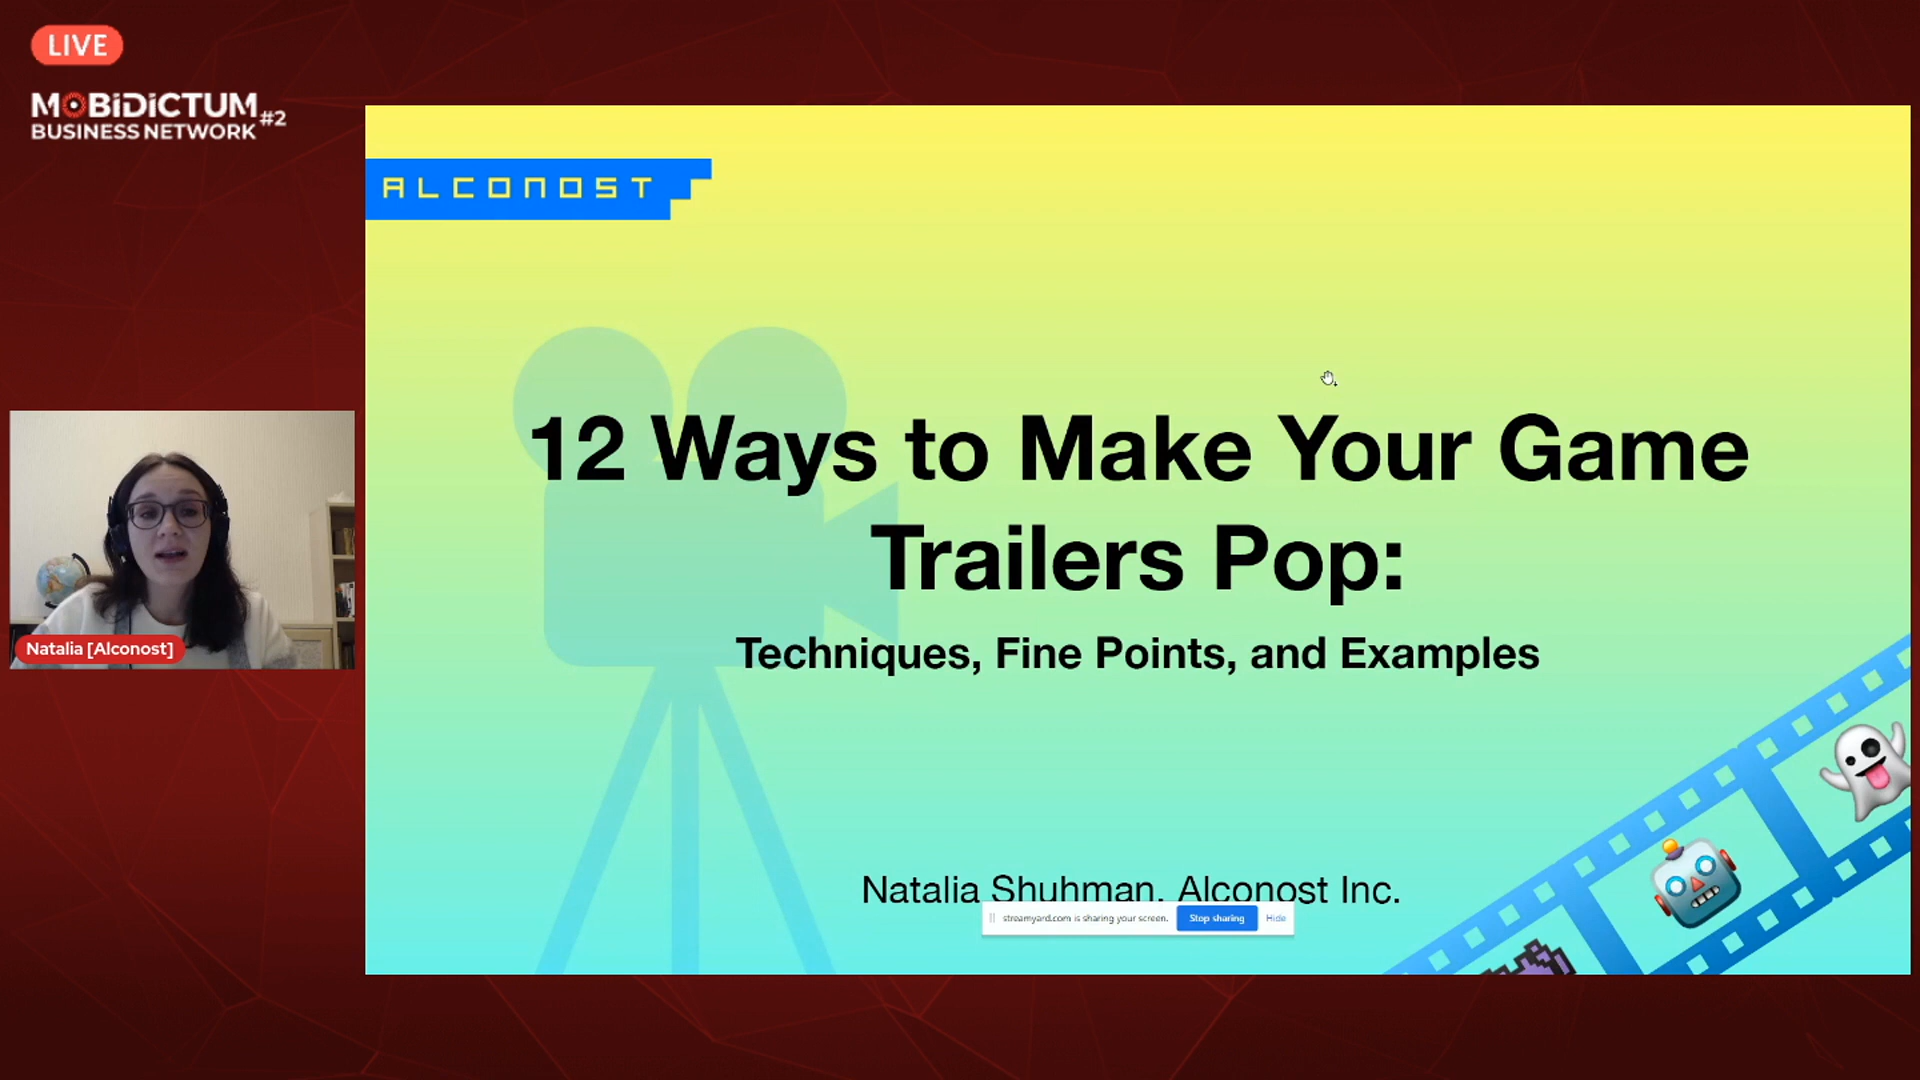 LIVE
MOBiDiCTUM
BUSINESS NETWORK #2
ALCONOST
12 Ways to Make Your Game
Trailers Pop:
Techniques, Fine Points, and Examples
Natalia [Alconost]
Natalia Shuhman, Alconost Inc.
streamyard.com is sharing your screen. Stop sharing Hide